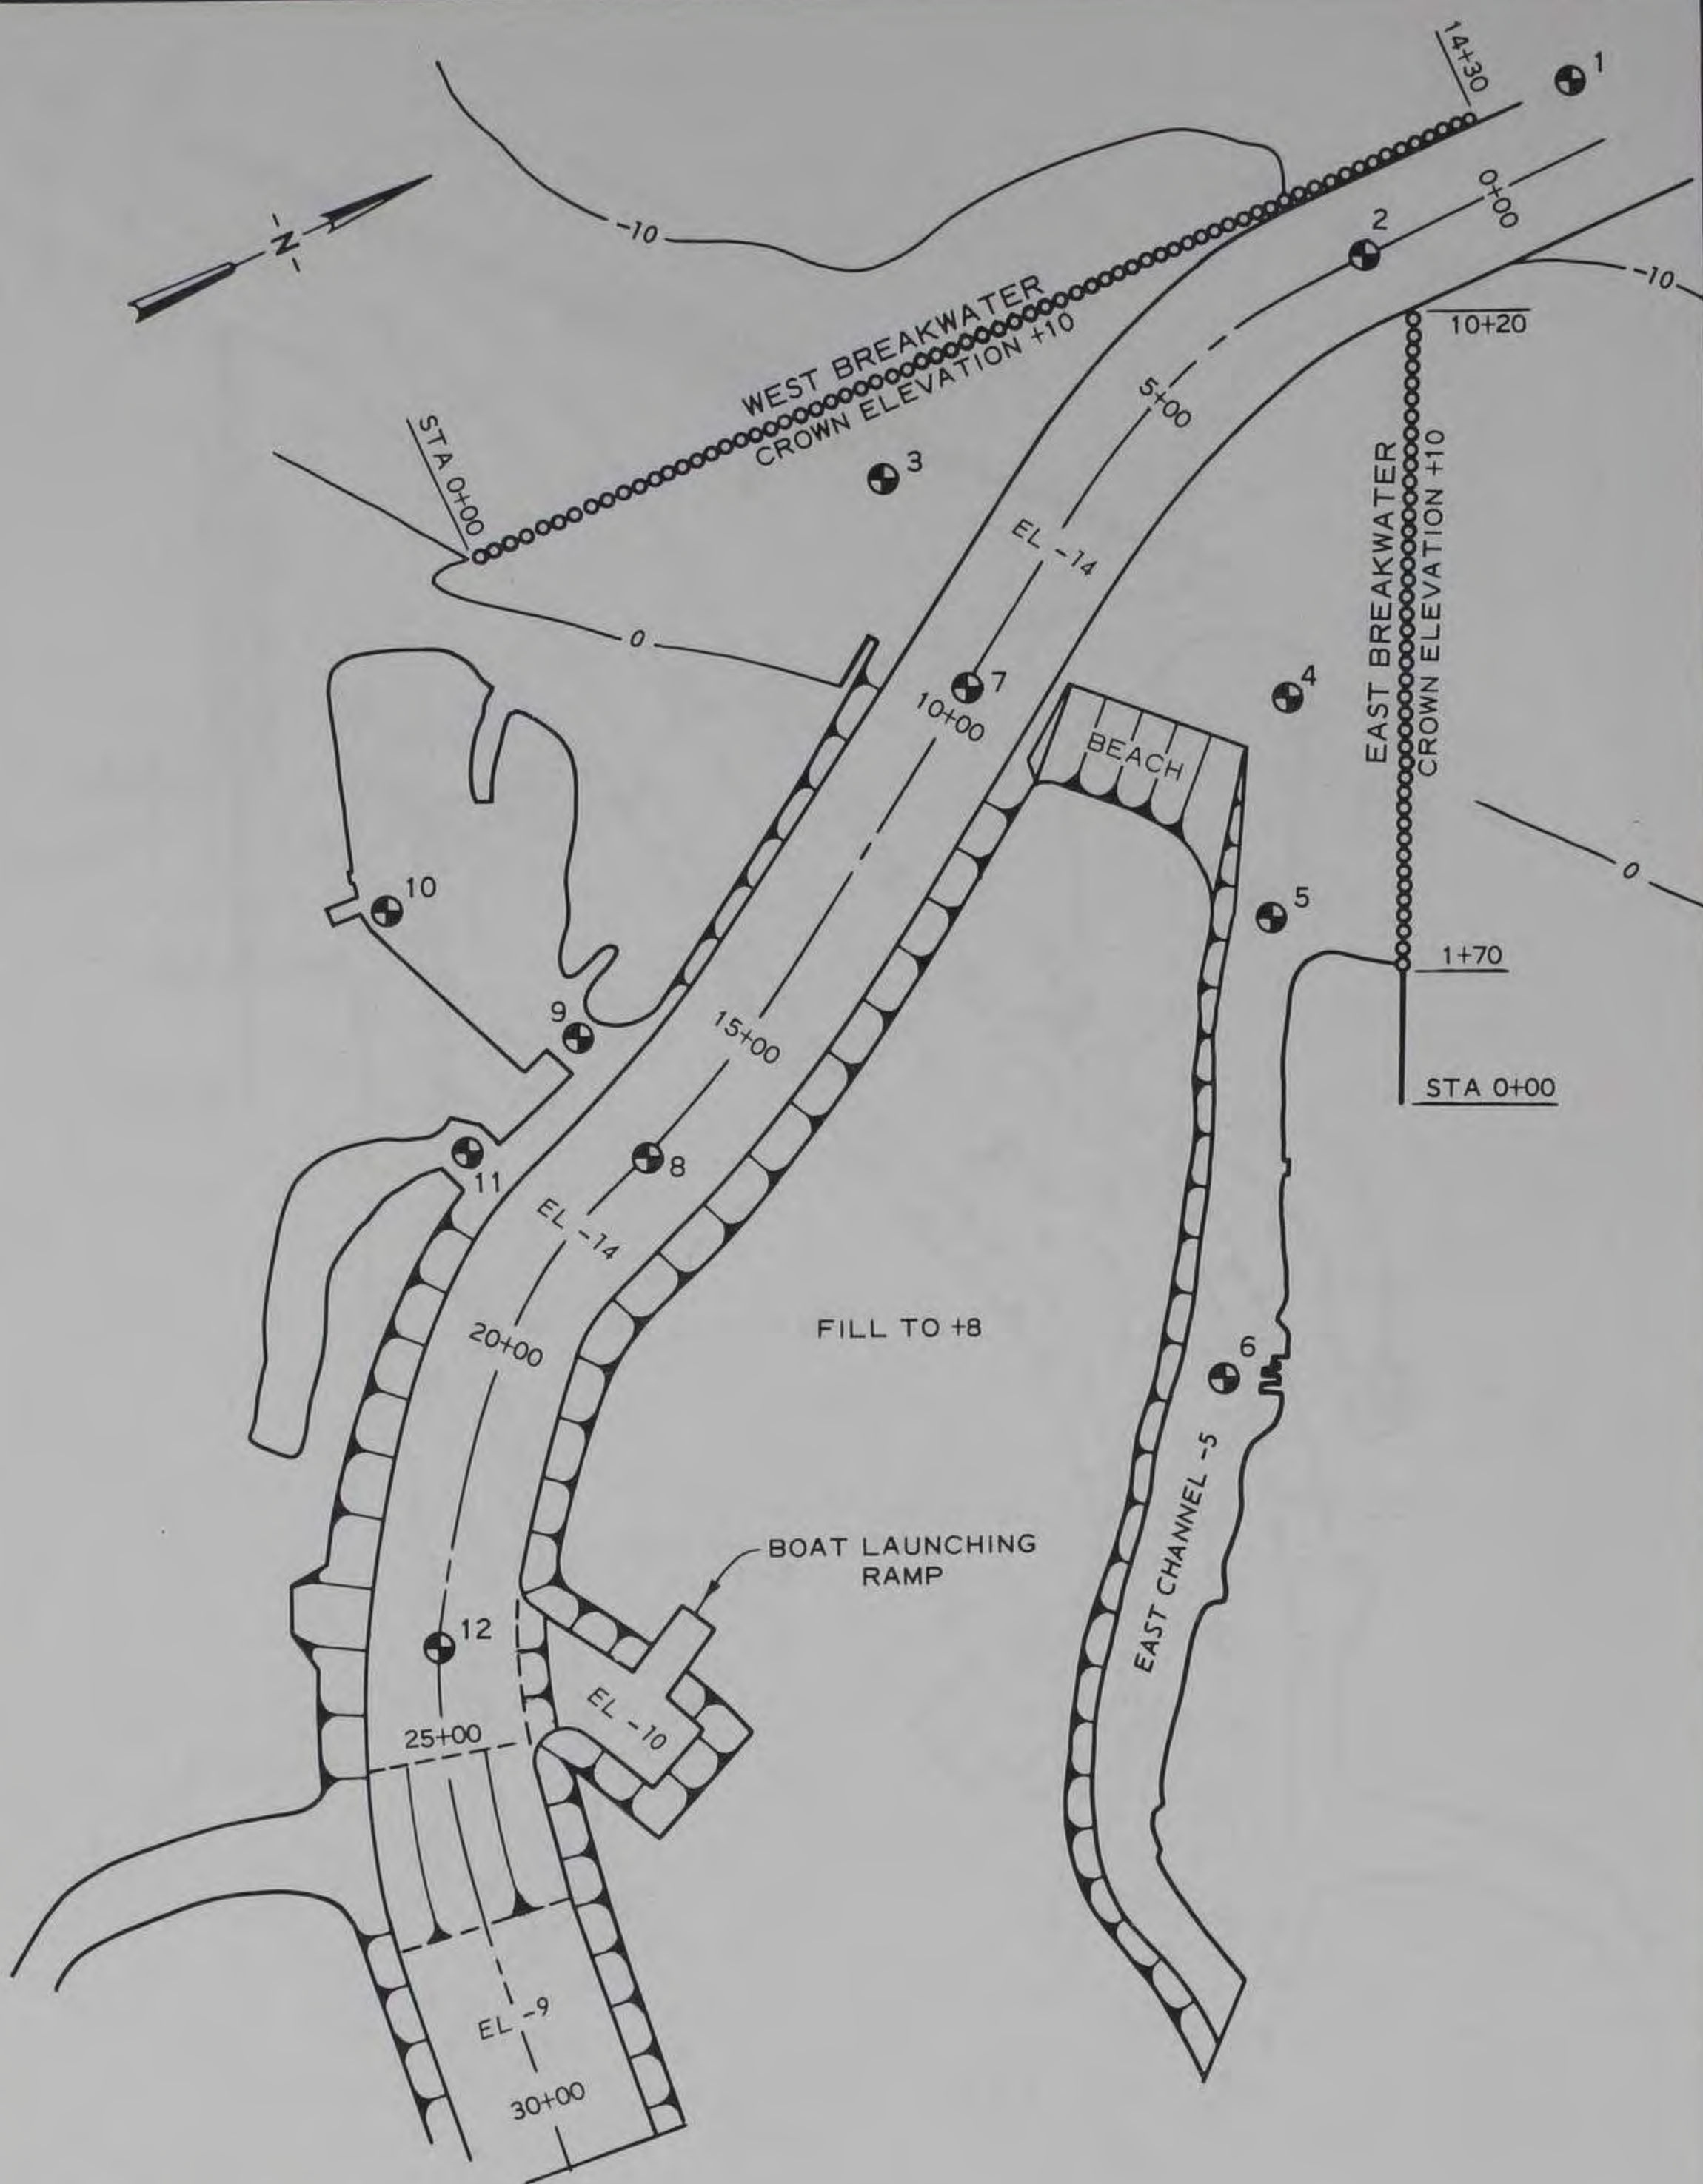 14+30
1
N
-10
2
0+00
-10
10+20
WEST BREAKWATER
CROWN ELEVATION +10
5+00
STA 0+00
3
EAST BREAKWATER
CROWN ELEVATION +10
EL -14
0
7
10+00
4
BEACH
0
10
5
1+70
9
15+00
STA 0+00
11
8
EL -14
20+00
FILL TO +8
6
EAST CHANNEL -5
BOAT LAUNCHING
RAMP
12
EL -10
25+00
EL -9
30+00